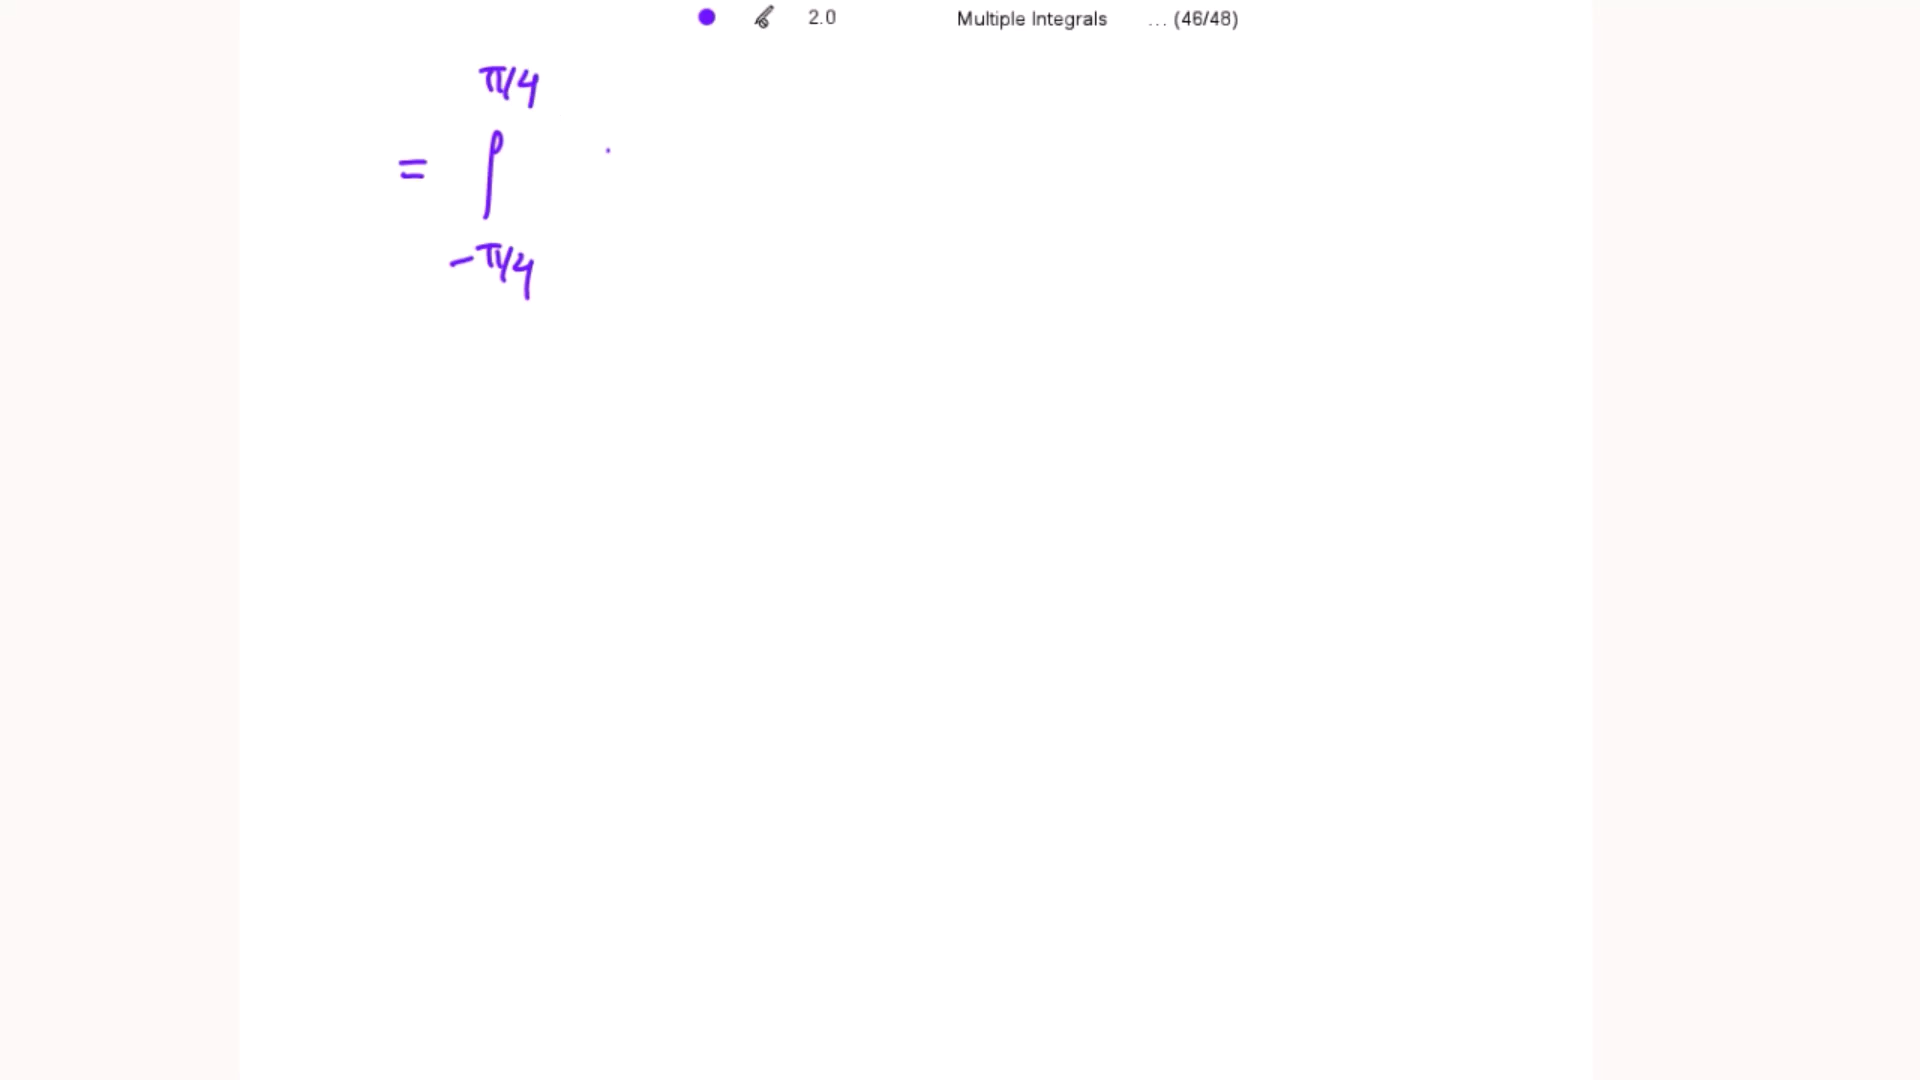 2.0 Multiple Integrals ... (46/48)
π/4
= ∫
-π/4